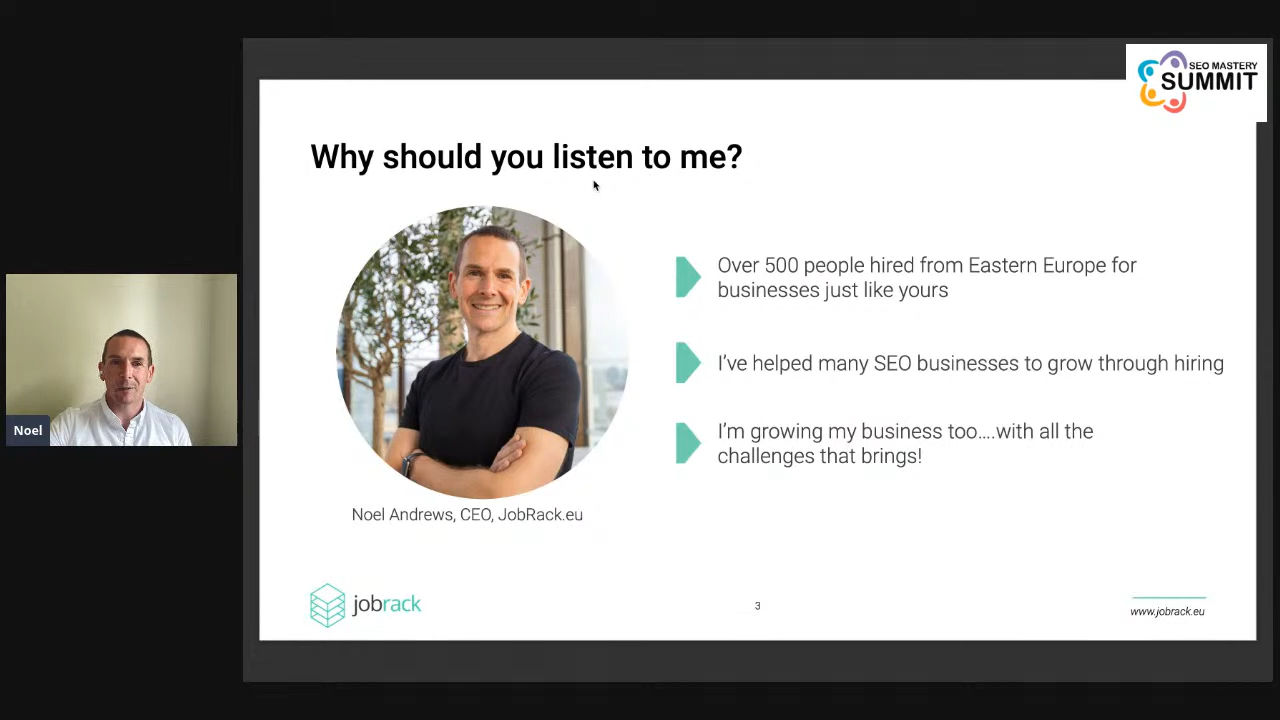 SEO MASTERY
SUMMIT
Why should you listen to me?
Over 500 people hired from Eastern Europe for
businesses just like yours
I've helped many SEO businesses to grow through hiring
I'm growing my business too....with all the
challenges that brings!
Noel
Noel Andrews, CEO, JobRack.eu
jobrack
3
www.jobrack.eu